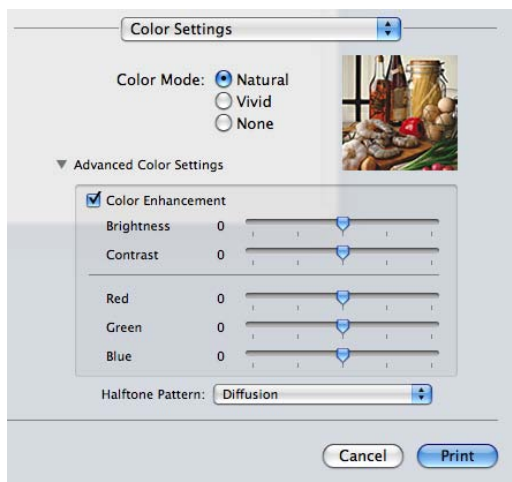 Color Settings
Color Mode: Natural
Vivid
None
Advanced Color Settings
Color Enhancement
Brightness 0
Contrast 0
Red 0
Green 0
Blue 0
Halftone Pattern: Diffusion
Cancel Print